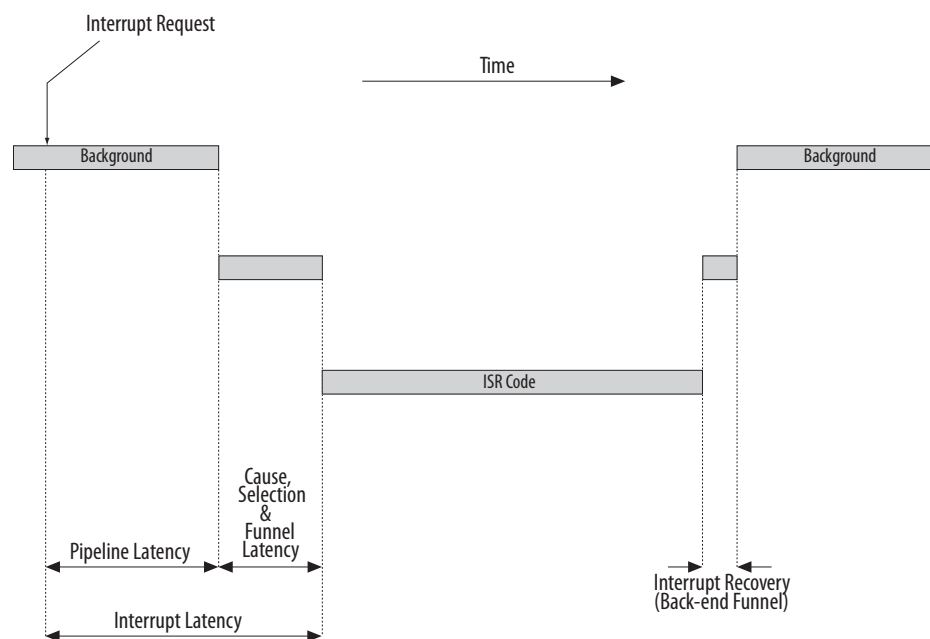 Interrupt Request
Time
Background
Background
ISR Code
Cause,
Selection
&
Funnel
Latency
Pipeline Latency
Interrupt Recovery
(Back-end Funnel)
Interrupt Latency